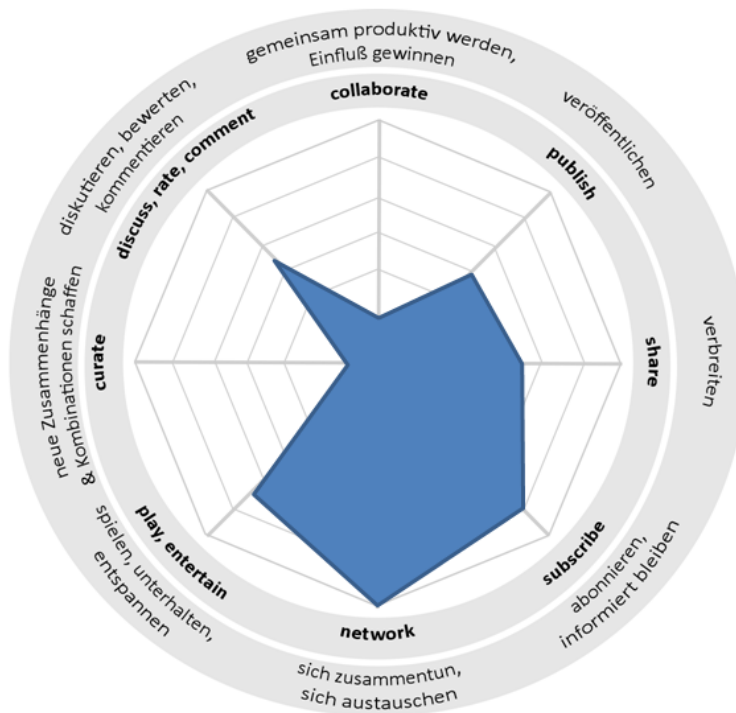 gemeinsam produktiv werden,
Einfluß gewinnen
collaborate
veröffentlichen
publish
verbreiten
share
abonnieren,
informiert bleiben
subscribe
sich zusammentun,
sich austauschen
network
spielen, unterhalten,
entspannen
play, entertain
neue Zusammenhänge
& Kombinationen schaffen
curate
diskutieren, bewerten,
kommentieren
discuss, rate, comment